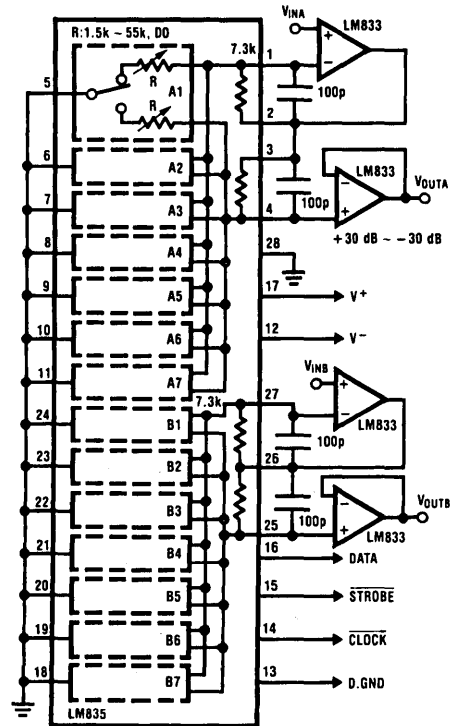 R:1.5k ~ 55k, D0
R
A1
R
5
7.3k
1
2
3
4
VINA
LM833
100p
LM833
100p
VOUTA
+30 dB ~ -30 dB
28
6
A2
7
A3
8
A4
9
A5
17
V+
10
A6
12
V-
11
A7
7.3k
24
B1
27
VINB
LM833
100p
23
B2
26
22
B3
25
100p
LM833
VOUTB
21
B4
16
DATA
20
B5
15
STROBE
19
B6
14
CLOCK
18
B7
13
D.GND
LM835